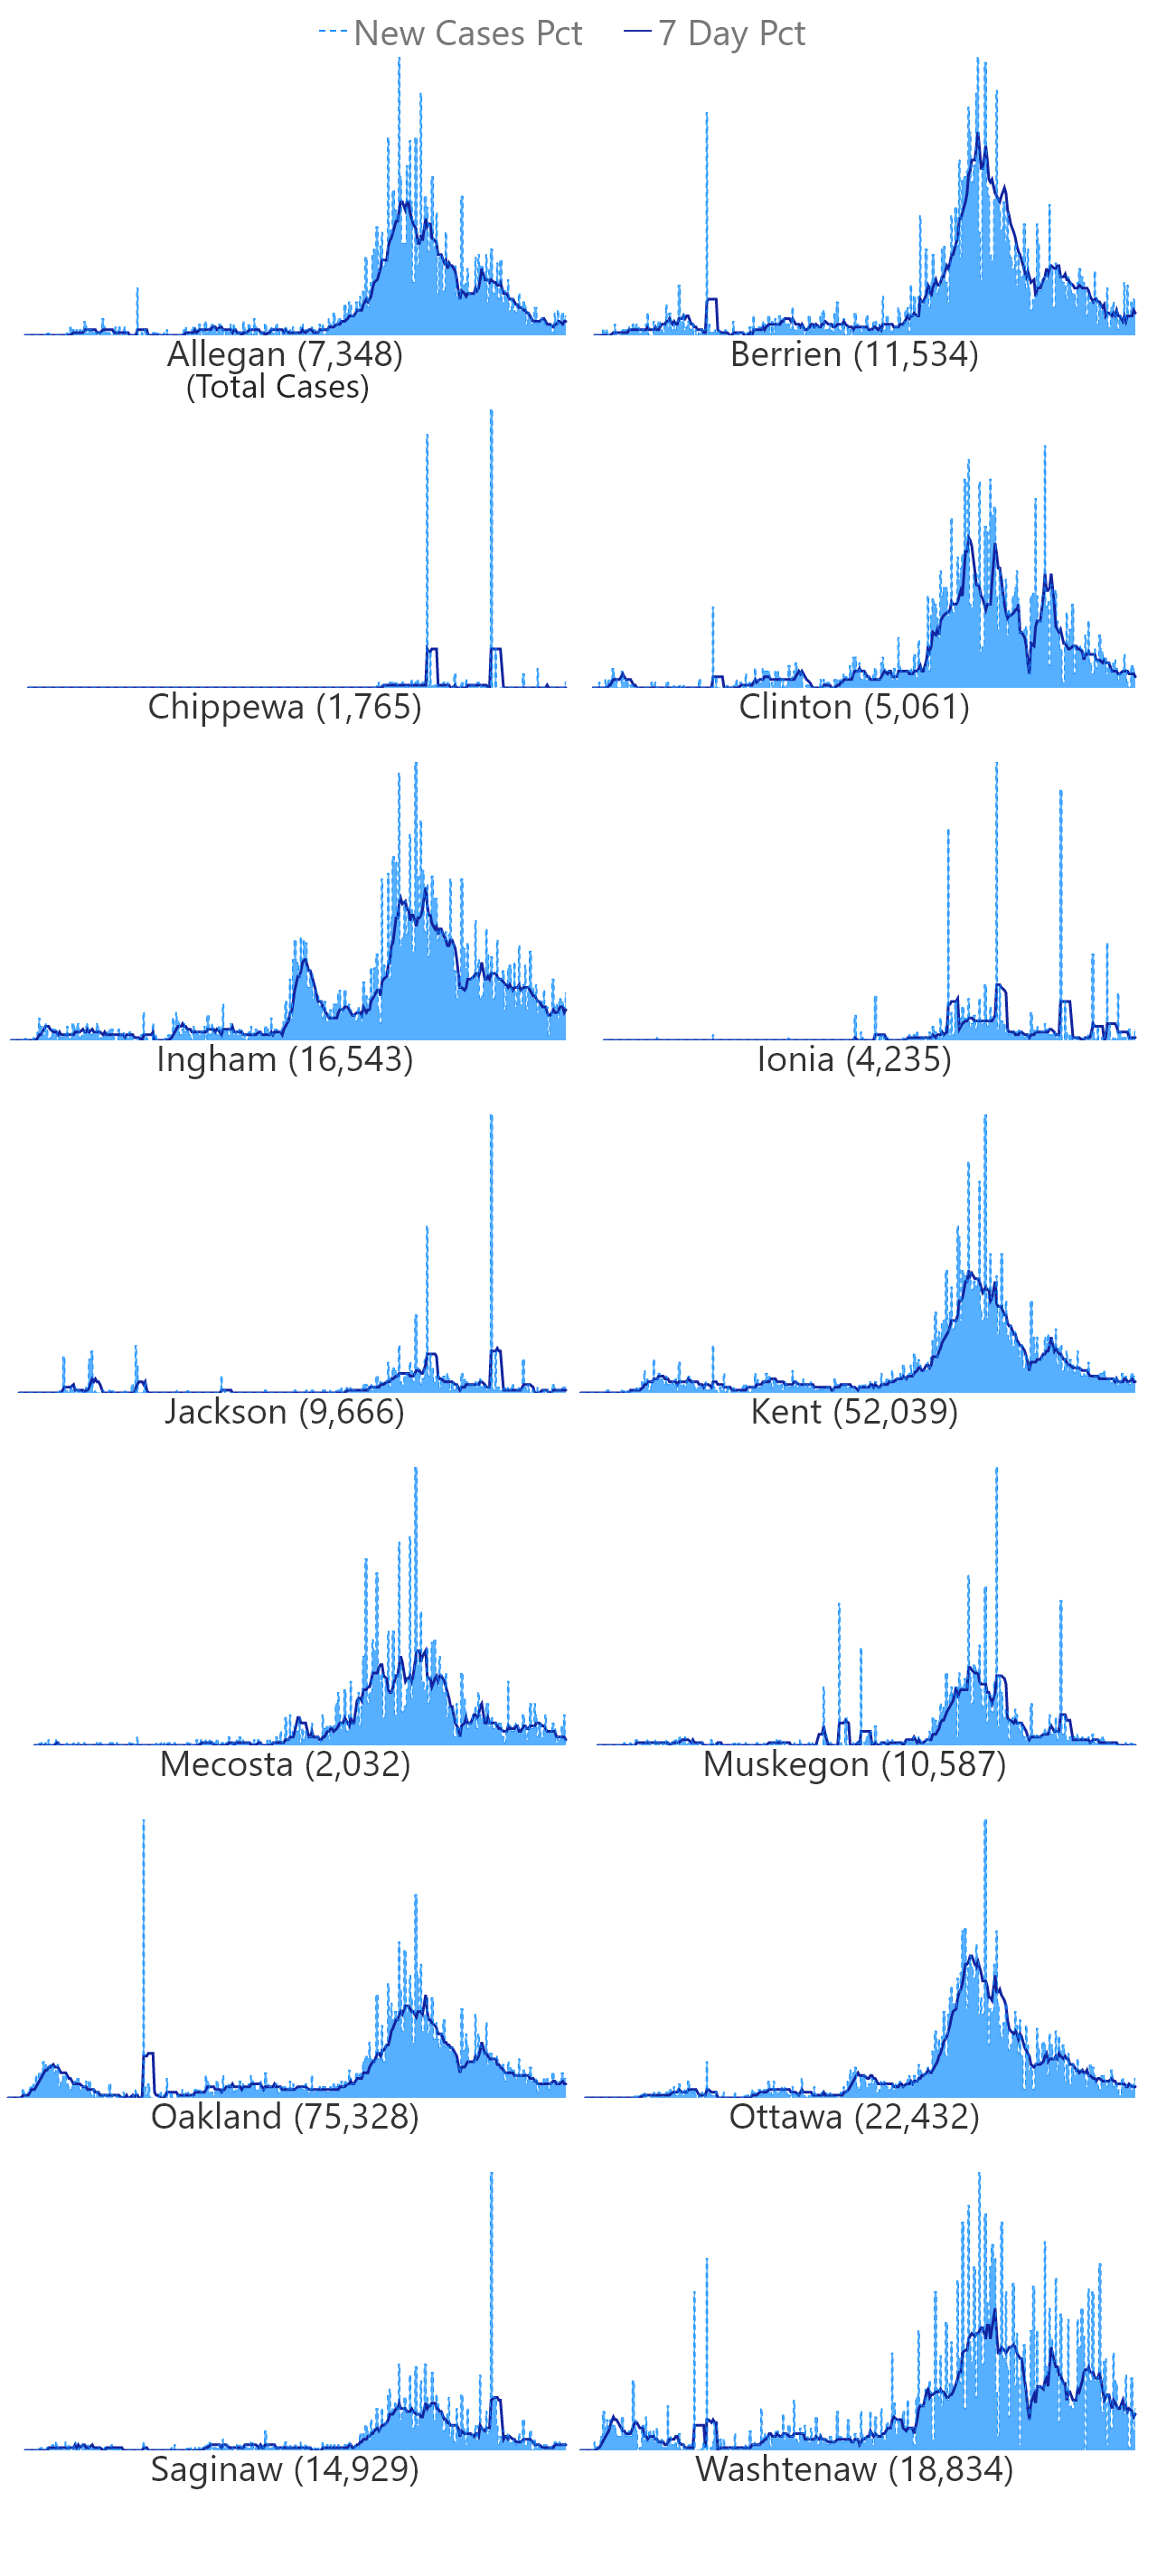 New Cases Pct 7 Day Pct
Allegan (7,348) Berrien (11,534)
(Total Cases)
Chippewa (1,765) Clinton (5,061)
Ingham (16,543) Ionia (4,235)
Jackson (9,666) Kent (52,039)
Mecosta (2,032) Muskegon (10,587)
Oakland (75,328) Ottawa (22,432)
Saginaw (14,929) Washtenaw (18,834)